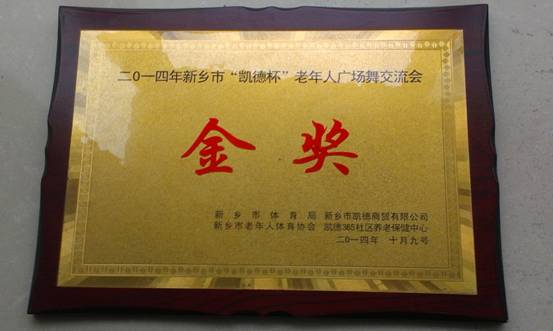 二0一四年新乡市“凯德杯”老年人广场舞交流会
金奖
新乡市体育局 新乡市凯德商贸有限公司
新乡市老年人体育协会 凯德365社区养老保健中心
二0一四年 十月九号